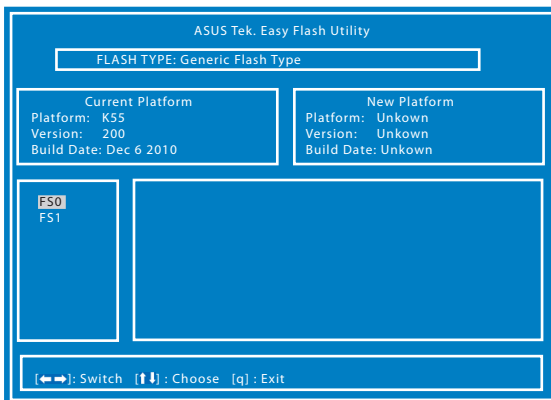 ASUS Tek. Easy Flash Utility
FLASH TYPE: Generic Flash Type
Current Platform
Platform: K55
Version: 200
Build Date: Dec 6 2010
New Platform
Platform: Unkown
Version: Unkown
Build Date: Unkown
FS0
FS1
[⬅➡]: Switch [⬆⬇] : Choose [q] : Exit